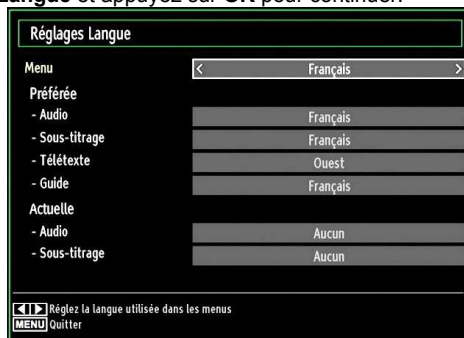 Langue et appuyez sur OK pour continuer.
Réglages Langue
Menu < Français >
Préférée
- Audio Français
- Sous-titrage Français
- Télétexte Ouest
- Guide Français
Actuelle
- Audio Aucun
- Sous-titrage Aucun
Réglez la langue utilisée dans les menus
MENU Quitter